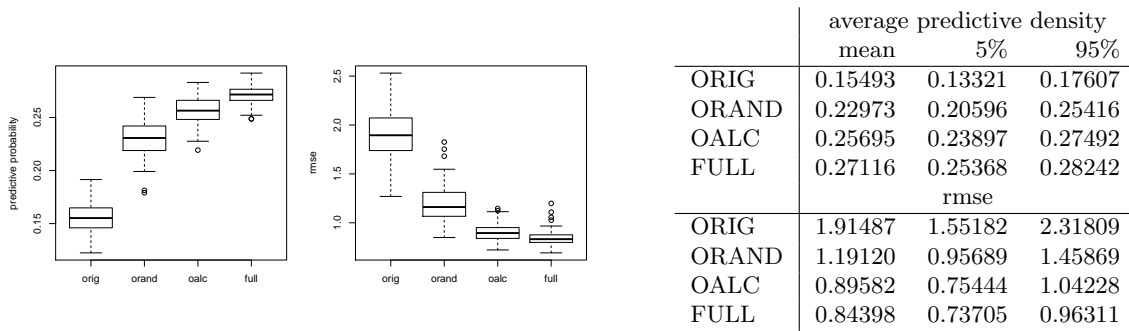 predictive probability
0.15 0.20 0.25
orig orand oalc full
rmse
1.0 1.5 2.0 2.5
orig orand oalc full
average predictive density
mean 5% 95%
ORIG 0.15493 0.13321 0.17607
ORAND 0.22973 0.20596 0.25416
OALC 0.25695 0.23897 0.27492
FULL 0.27116 0.25368 0.28242
rmse
ORIG 1.91487 1.55182 2.31809
ORAND 1.19120 0.95689 1.45869
OALC 0.89582 0.75444 1.04228
FULL 0.84398 0.73705 0.96311